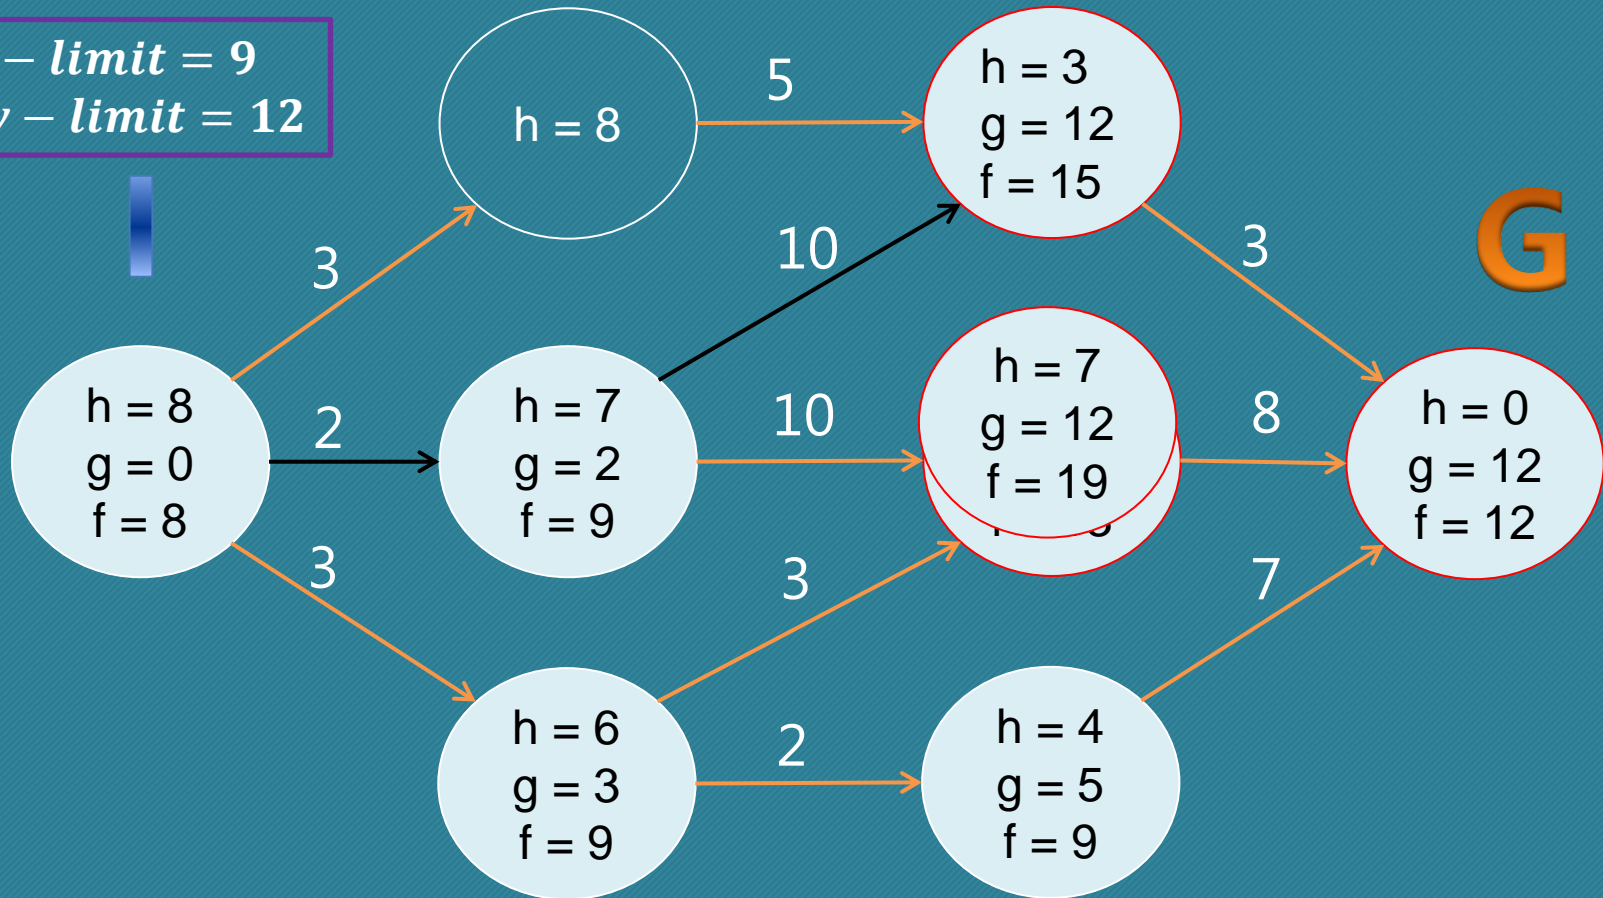 − limit = 9
− limit = 12
I
G
h = 8
5
h = 3
g = 12
f = 15
3
10
3
h = 8
g = 0
f = 8
2
h = 7
g = 2
f = 9
10
h = 7
g = 12
f = 19
8
h = 0
g = 12
f = 12
3
3
7
h = 6
g = 3
f = 9
2
h = 4
g = 5
f = 9